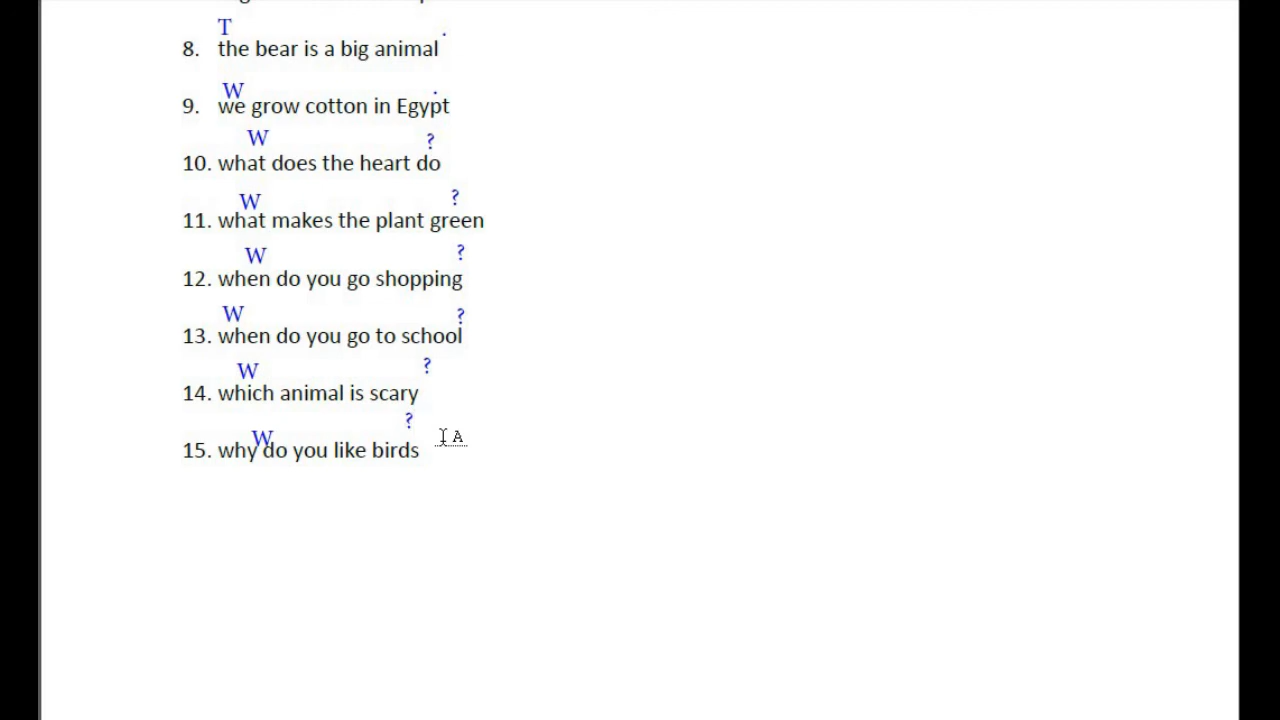 T .
8. the bear is a big animal
W .
9. we grow cotton in Egypt
W ?
10. what does the heart do
W ?
11. what makes the plant green
W ?
12. when do you go shopping
W ?
13. when do you go to school
W ?
14. which animal is scary
W ?
15. why do you like birds
A